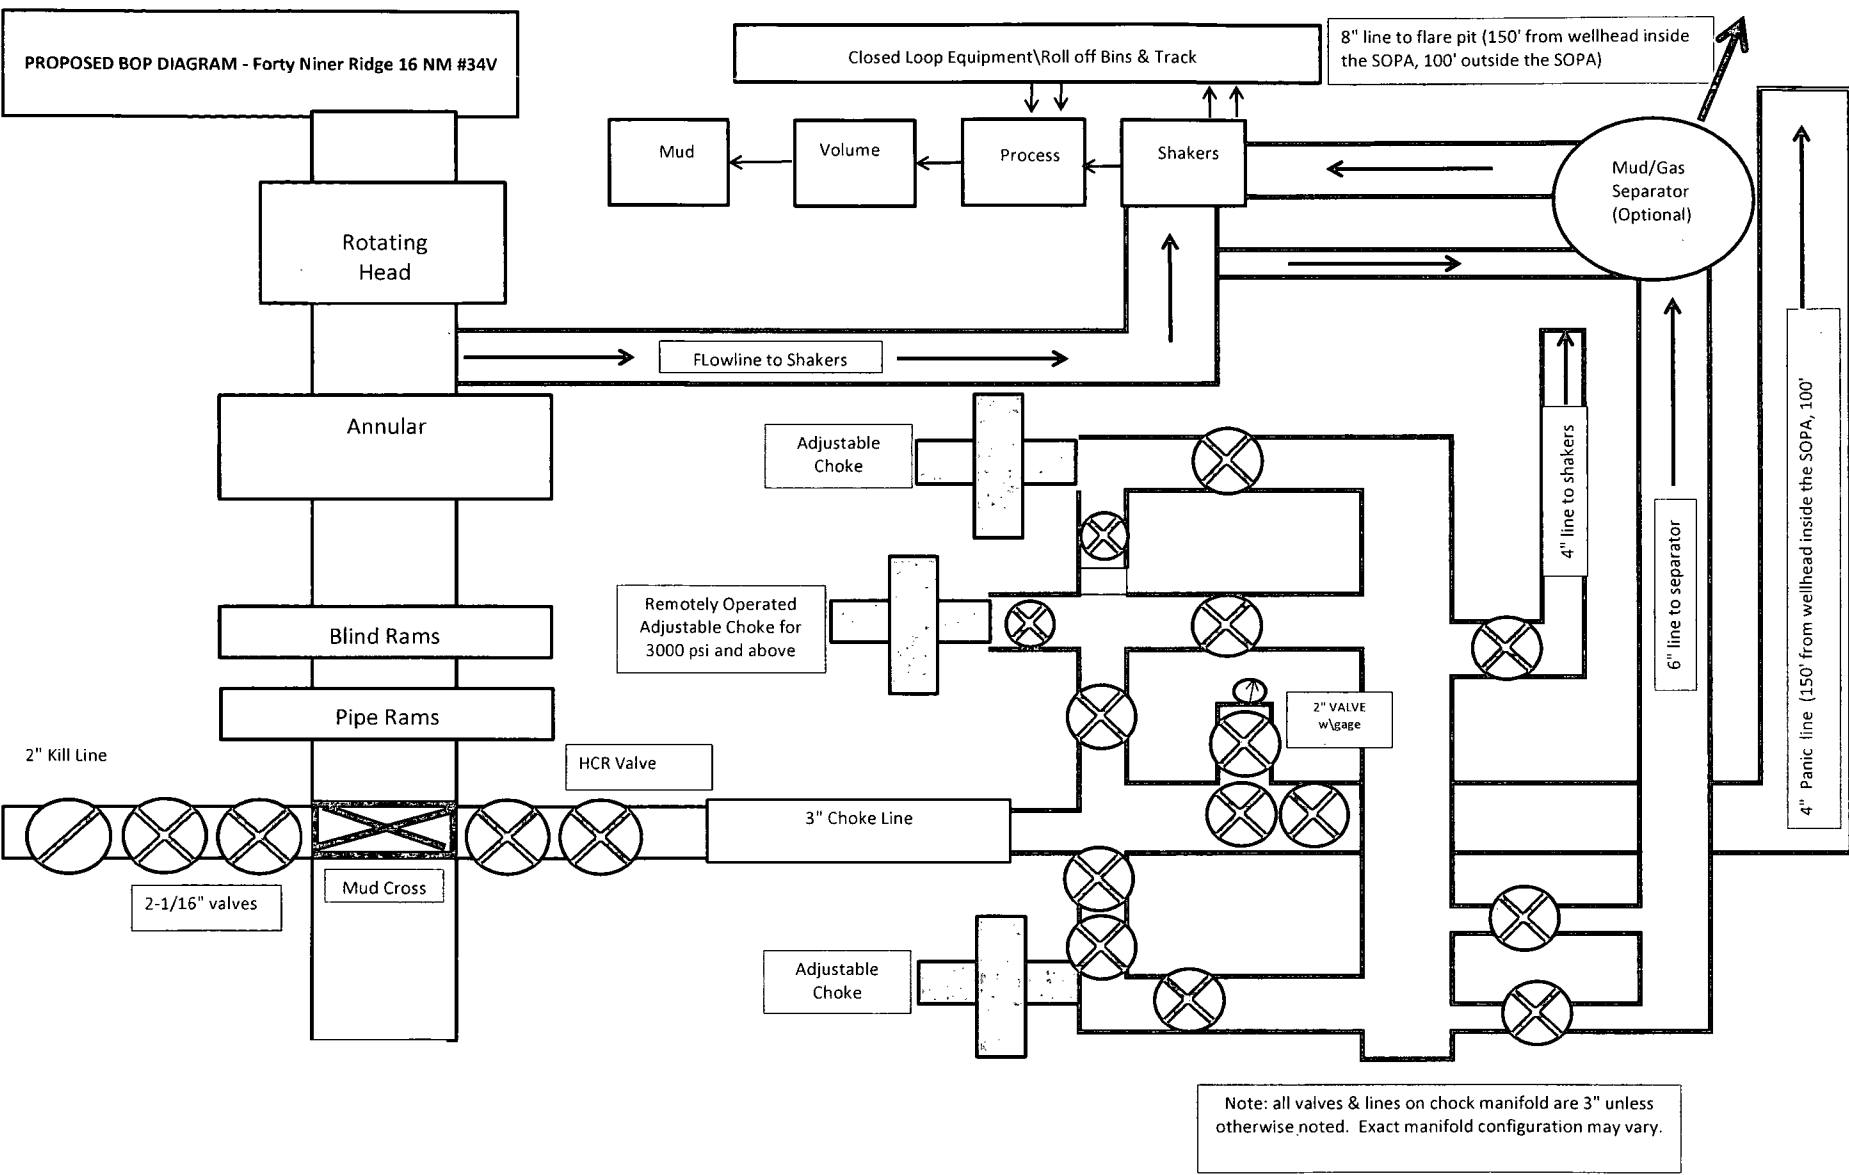 PROPOSED BOP DIAGRAM - Forty Niner Ridge 16 NM #34V
Closed Loop Equipment\Roll off Bins & Track
8" line to flare pit (150' from wellhead inside
the SOPA, 100' outside the SOPA)
Mud
Volume
Process
Shakers
Mud/Gas
Separator
(Optional)
Rotating
Head
FLowline to Shakers
Annular
Adjustable
Choke
4" line to shakers
6" line to separator
4" Panic line (150' from wellhead inside the SOPA, 100'
Remotely Operated
Adjustable Choke for
3000 psi and above
Blind Rams
Pipe Rams
2" VALVE
w\gage
2" Kill Line
HCR Valve
3" Choke Line
Mud Cross
2-1/16" valves
Adjustable
Choke
Note: all valves & lines on chock manifold are 3" unless
otherwise noted. Exact manifold configuration may vary.